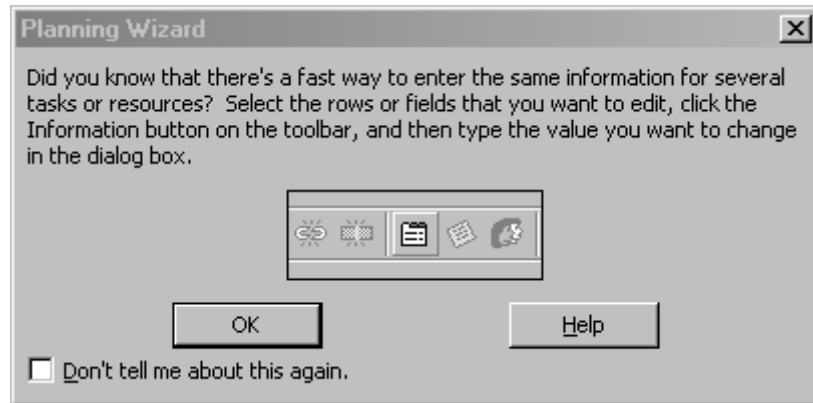 Planning Wizard
Did you know that there's a fast way to enter the same information for several
tasks or resources?  Select the rows or fields that you want to edit, click the
Information button on the toolbar, and then type the value you want to change
in the dialog box.
OK
Help
Don't tell me about this again.